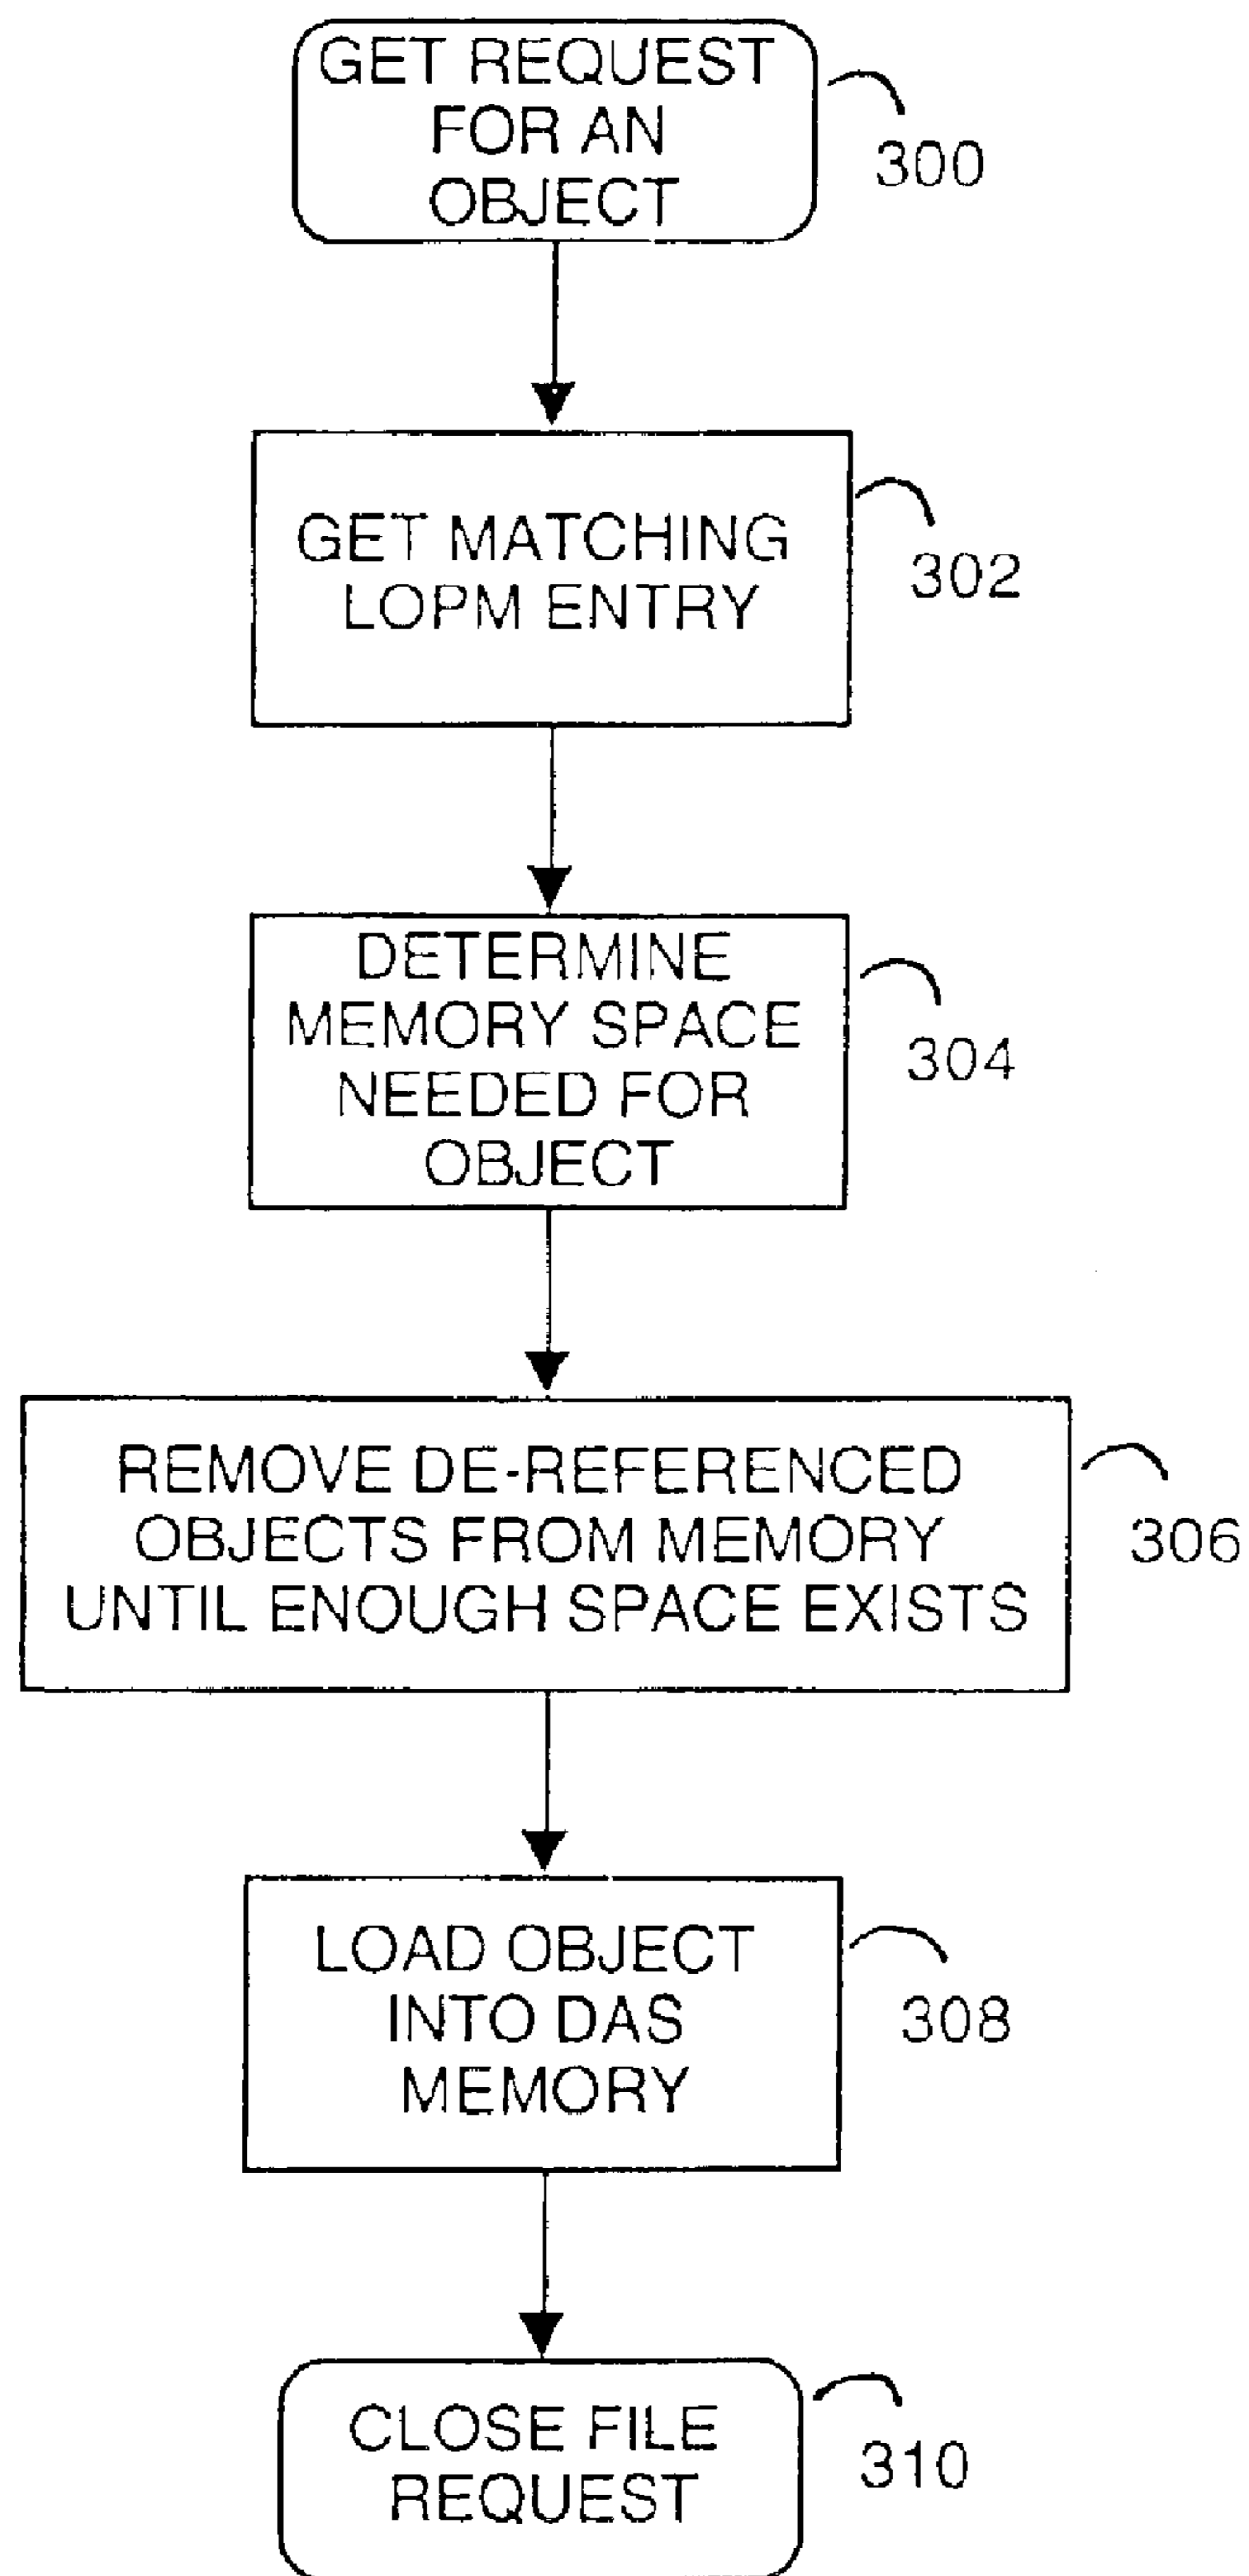 GET REQUEST
FOR AN
OBJECT
300
GET MATCHING
LOPM ENTRY
302
DETERMINE
MEMORY SPACE
NEEDED FOR
OBJECT
304
REMOVE DE-REFERENCED
OBJECTS FROM MEMORY
UNTIL ENOUGH SPACE EXISTS
306
LOAD OBJECT
INTO DAS
MEMORY
308
CLOSE FILE
REQUEST
310